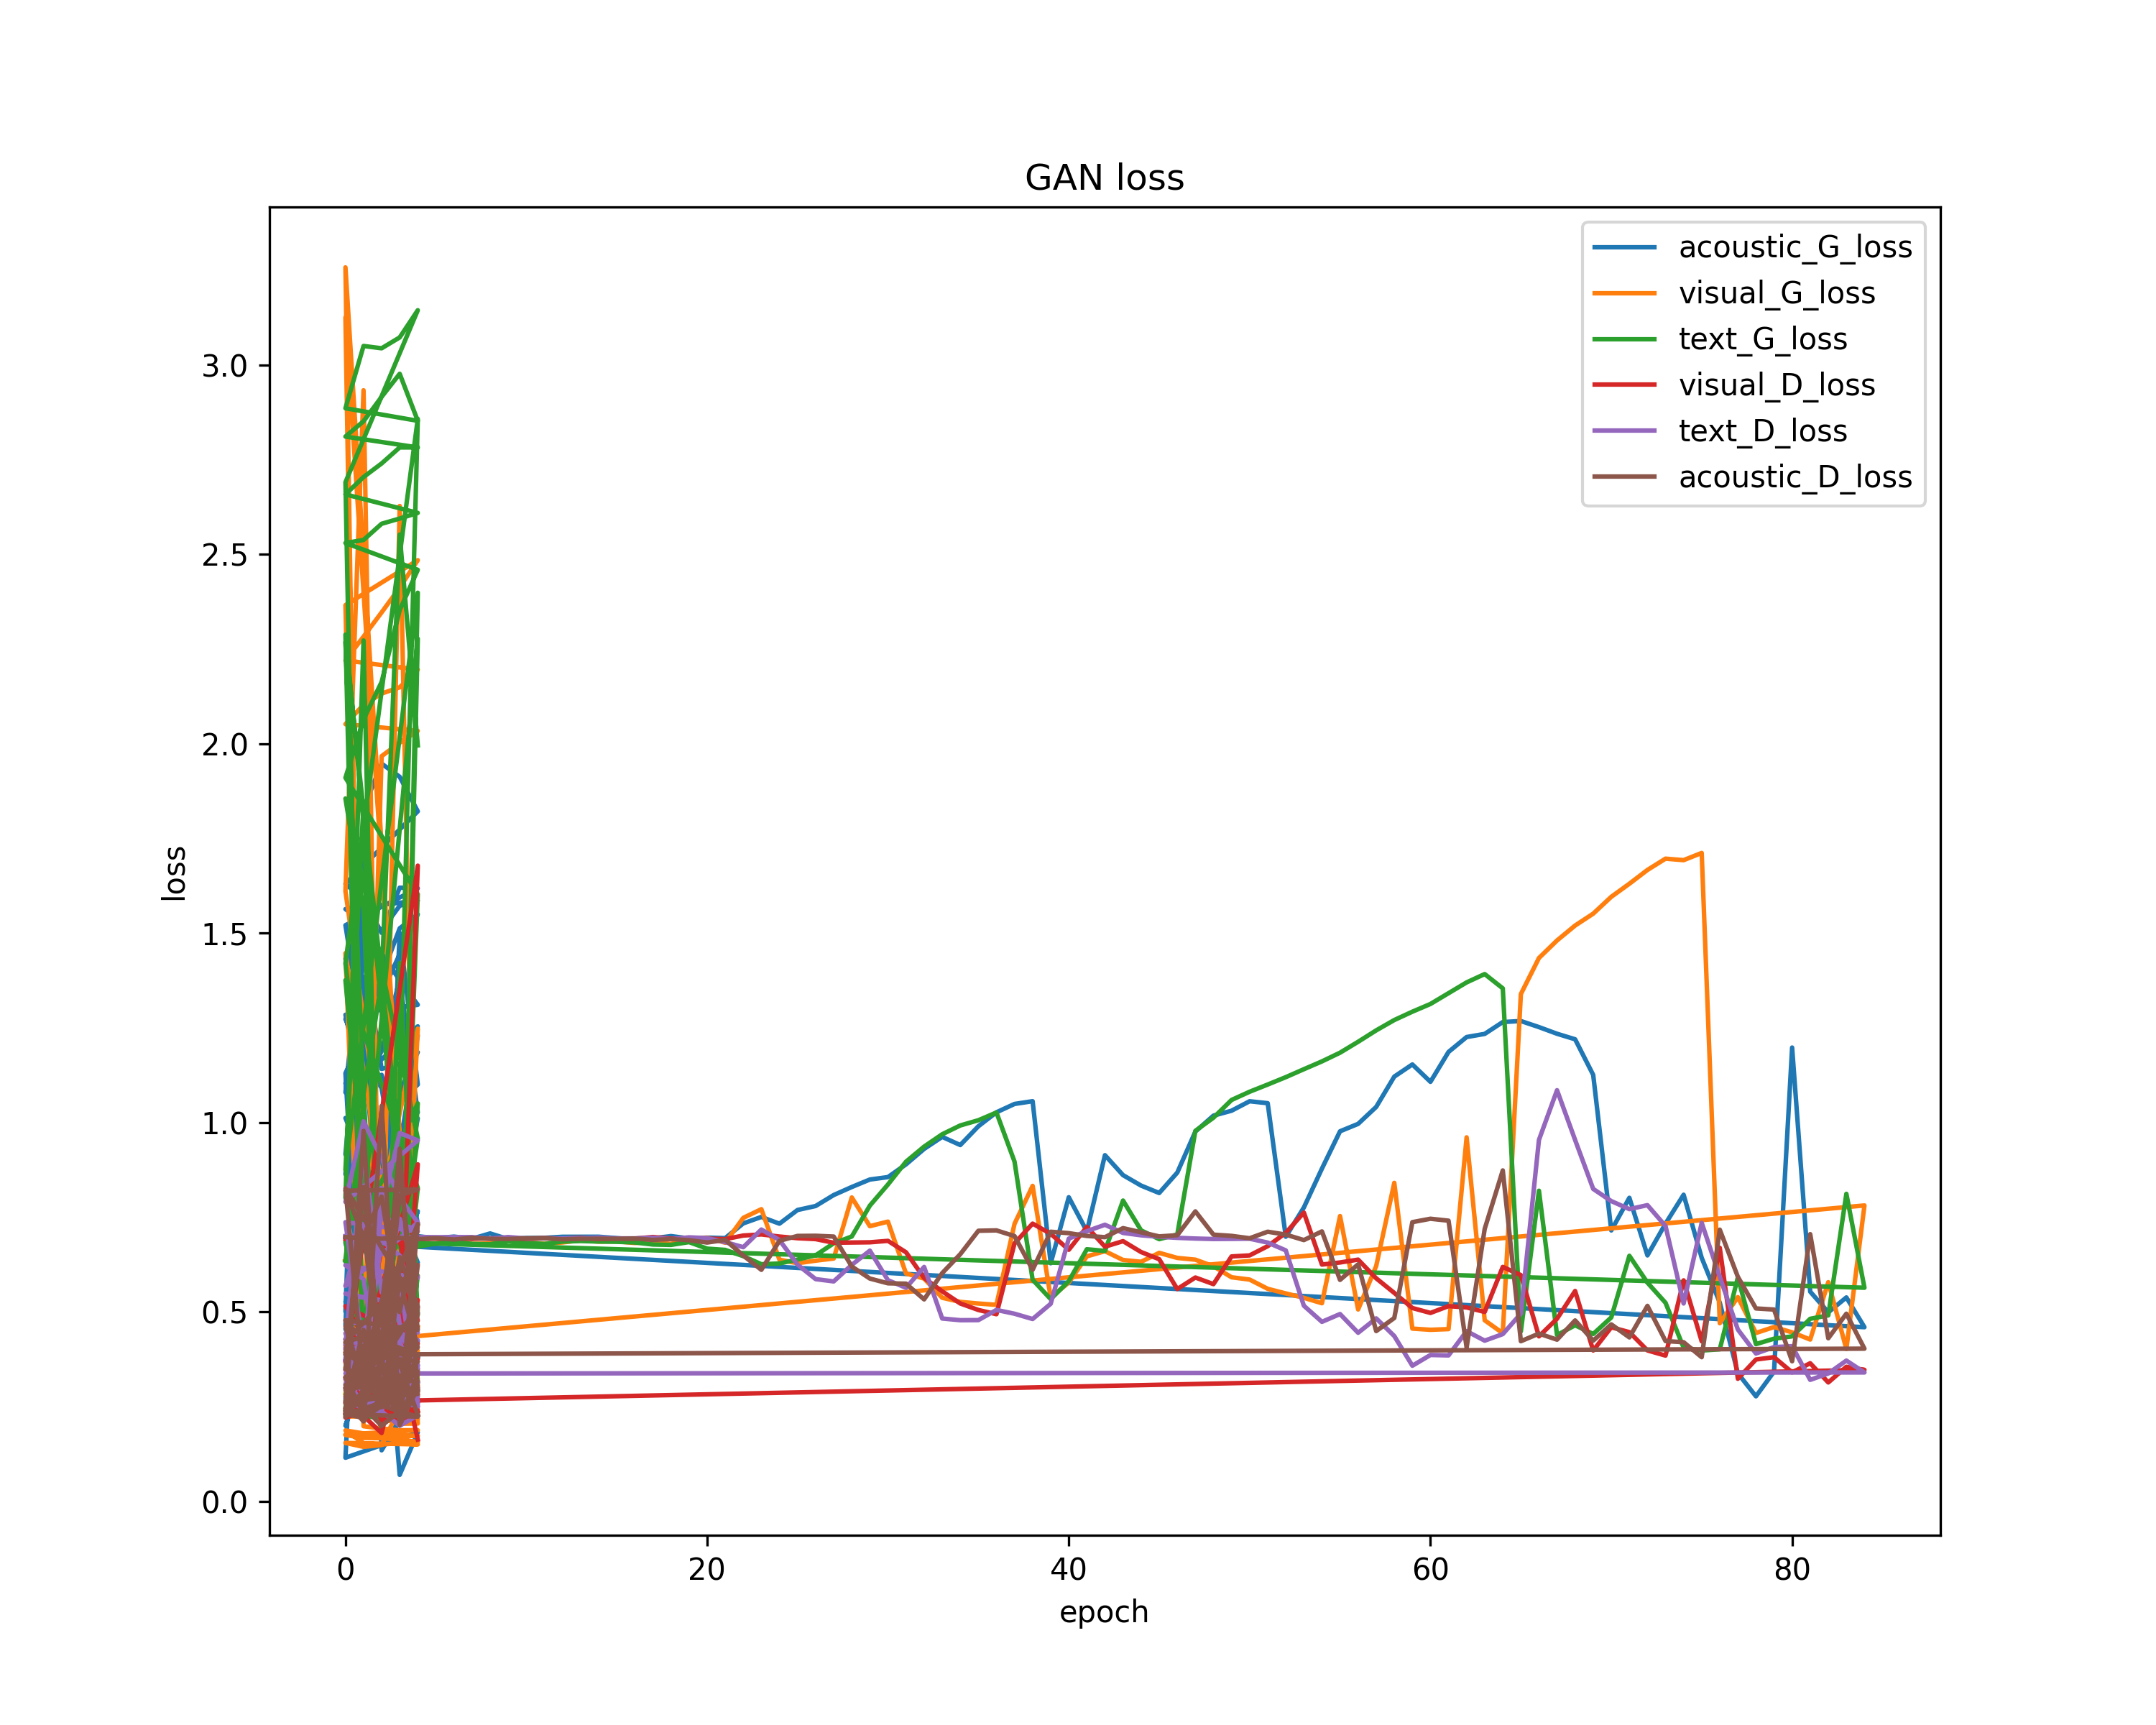 GAN loss
acoustic_G_loss
visual_G_loss
text_G_loss
visual_D_loss
text_D_loss
acoustic_D_loss
3.0
2.5
2.0
1.5
1.0
0.5
0.0
loss
0 20 40 60 80
epoch